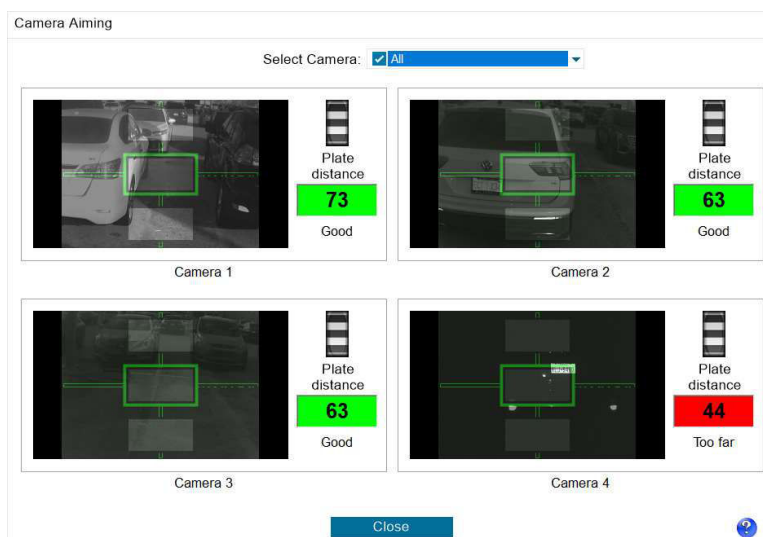 Camera Aiming
Select Camera: All
Plate
distance
73
Good
Camera 1
Plate
distance
63
Good
Camera 2
Plate
distance
63
Good
Camera 3
Plate
distance
44
Too far
Camera 4
Close
?